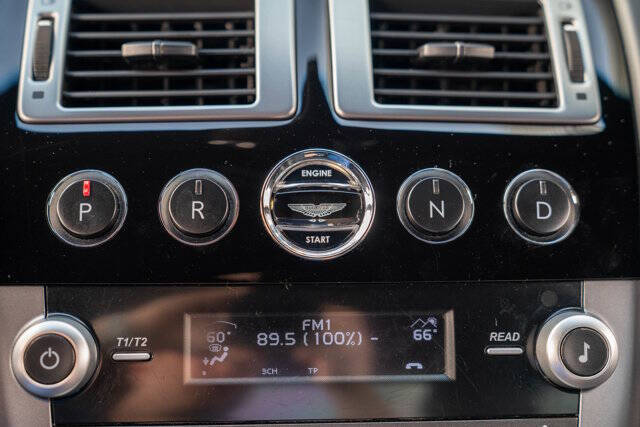 ENGINE
P R N D
START
T1/T2
FM1
READ
60° 89.5 (100%) - 66°
SCH TP